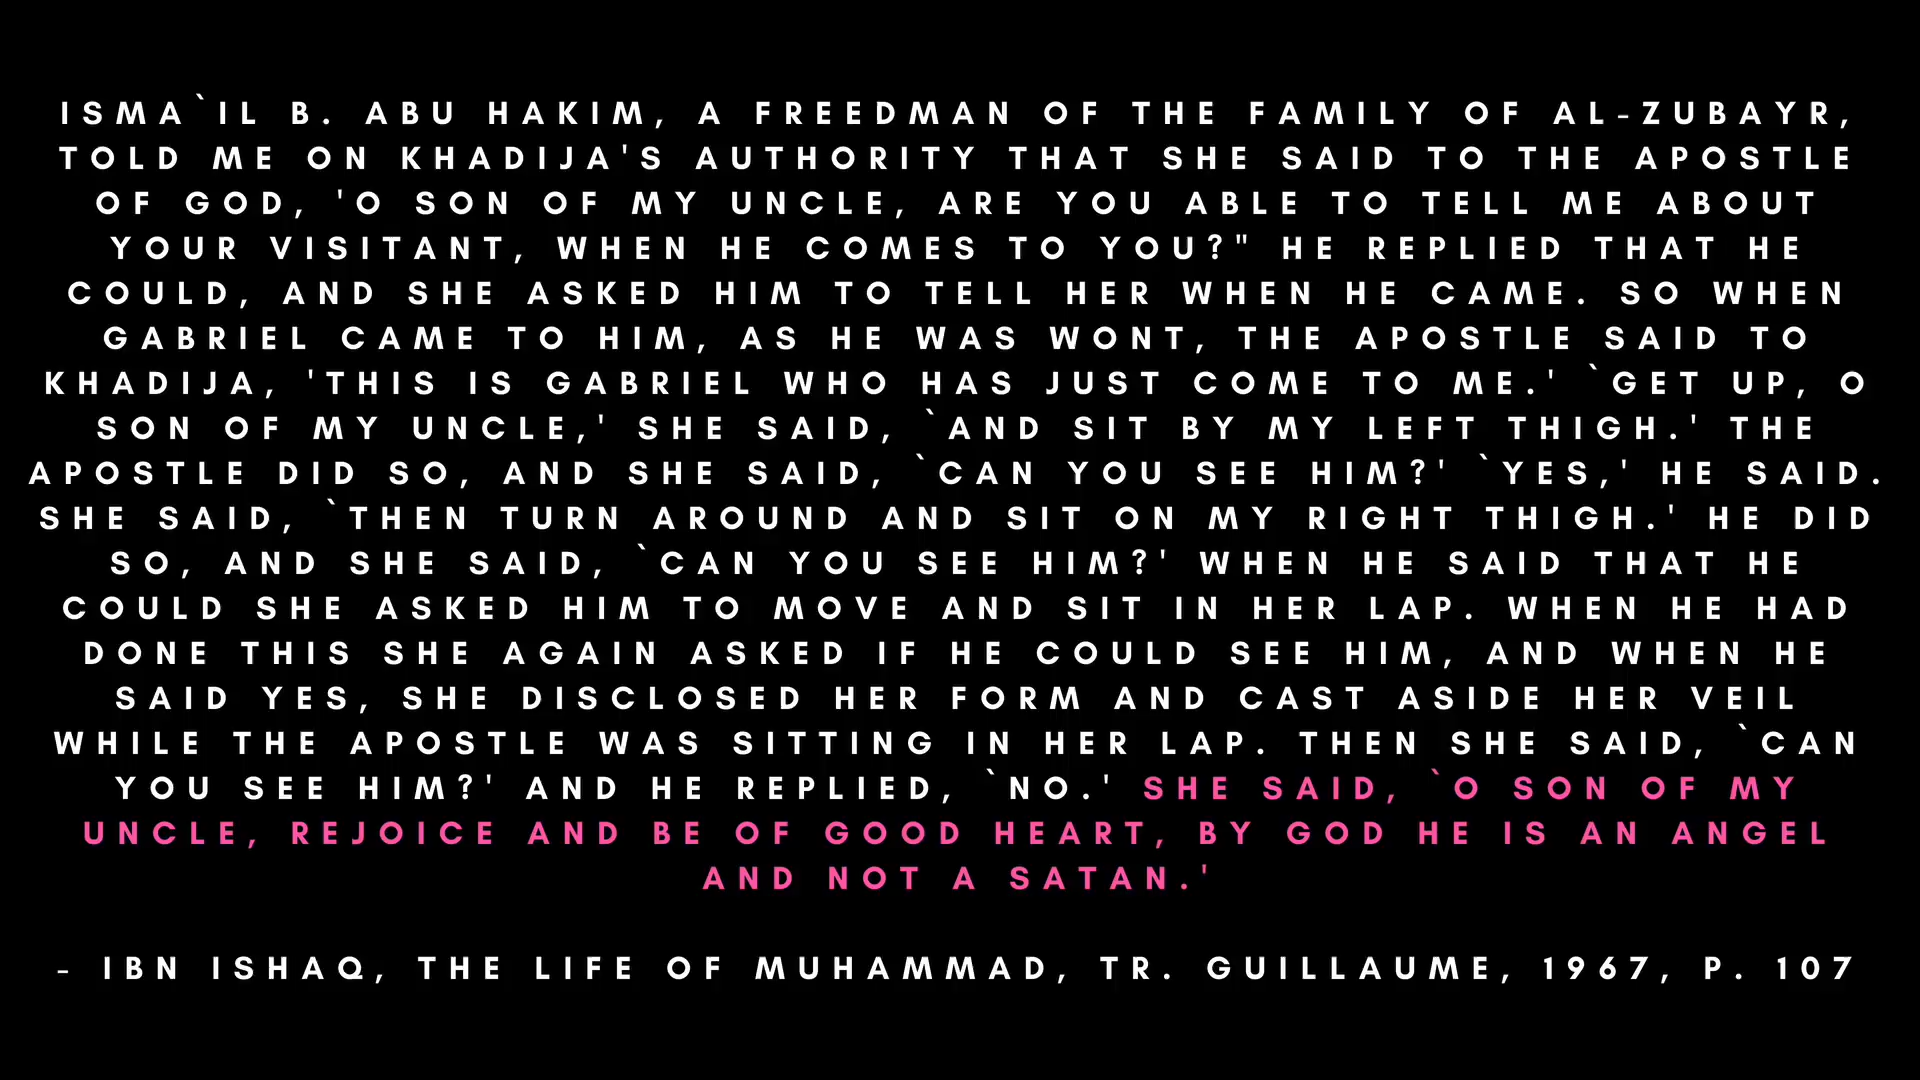 ISMA`IL B. ABU HAKIM, A FREEDMAN OF THE FAMILY OF AL-ZUBAYR,
TOLD ME ON KHADIJA'S AUTHORITY THAT SHE SAID TO THE APOSTLE
OF GOD, 'O SON OF MY UNCLE, ARE YOU ABLE TO TELL ME ABOUT
YOUR VISITANT, WHEN HE COMES TO YOU?" HE REPLIED THAT HE
COULD, AND SHE ASKED HIM TO TELL HER WHEN HE CAME. SO WHEN
GABRIEL CAME TO HIM, AS HE WAS WONT, THE APOSTLE SAID TO
KHADIJA, 'THIS IS GABRIEL WHO HAS JUST COME TO ME.' `GET UP, O
SON OF MY UNCLE,' SHE SAID, `AND SIT BY MY LEFT THIGH.' THE
APOSTLE DID SO, AND SHE SAID, `CAN YOU SEE HIM?' `YES,' HE SAID.
SHE SAID, `THEN TURN AROUND AND SIT ON MY RIGHT THIGH.' HE DID
SO, AND SHE SAID, `CAN YOU SEE HIM?' WHEN HE SAID THAT HE
COULD SHE ASKED HIM TO MOVE AND SIT IN HER LAP. WHEN HE HAD
DONE THIS SHE AGAIN ASKED IF HE COULD SEE HIM, AND WHEN HE
SAID YES, SHE DISCLOSED HER FORM AND CAST ASIDE HER VEIL
WHILE THE APOSTLE WAS SITTING IN HER LAP. THEN SHE SAID, `CAN
YOU SEE HIM?' AND HE REPLIED, `NO.' SHE SAID, `O SON OF MY
UNCLE, REJOICE AND BE OF GOOD HEART, BY GOD HE IS AN ANGEL
AND NOT A SATAN.'
- IBN ISHAQ, THE LIFE OF MUHAMMAD, TR. GUILLAUME, 1967, P. 107